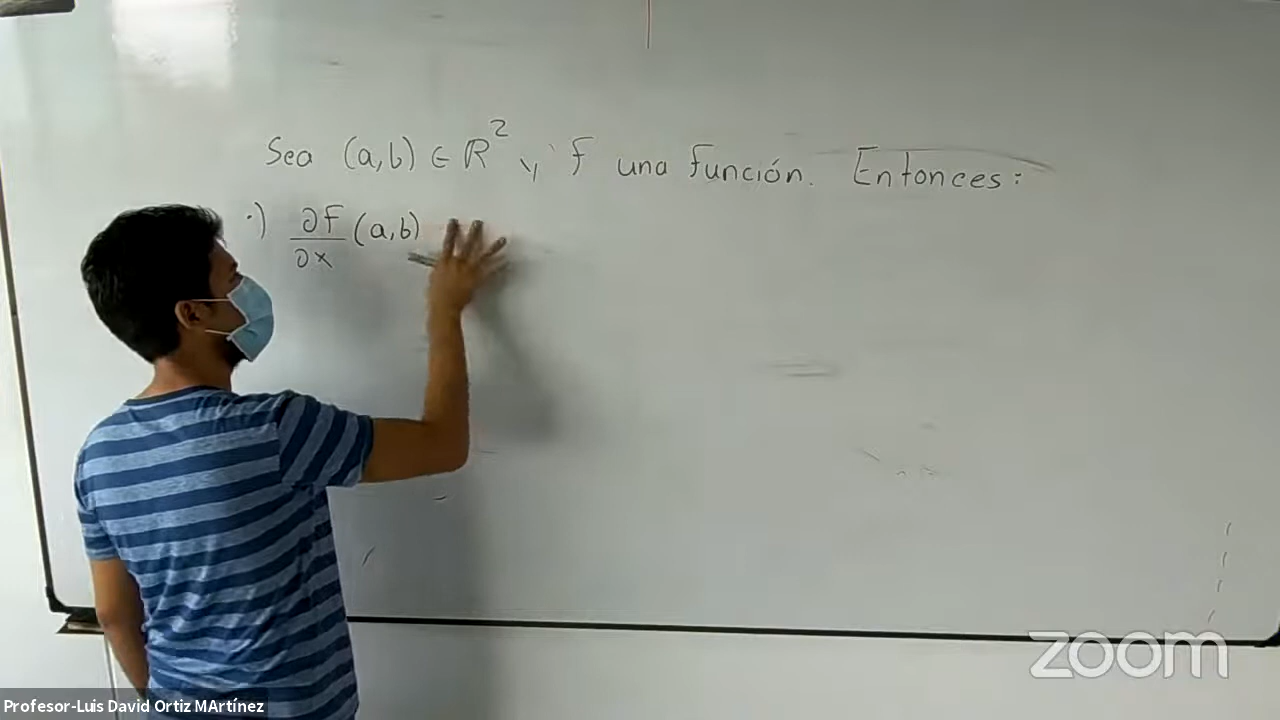 Sea (a,b) ∈ ℝ² y f una función. Entonces:
·) ∂f/∂x (a,b)
zoom
Profesor-Luis David Ortiz MArtínez